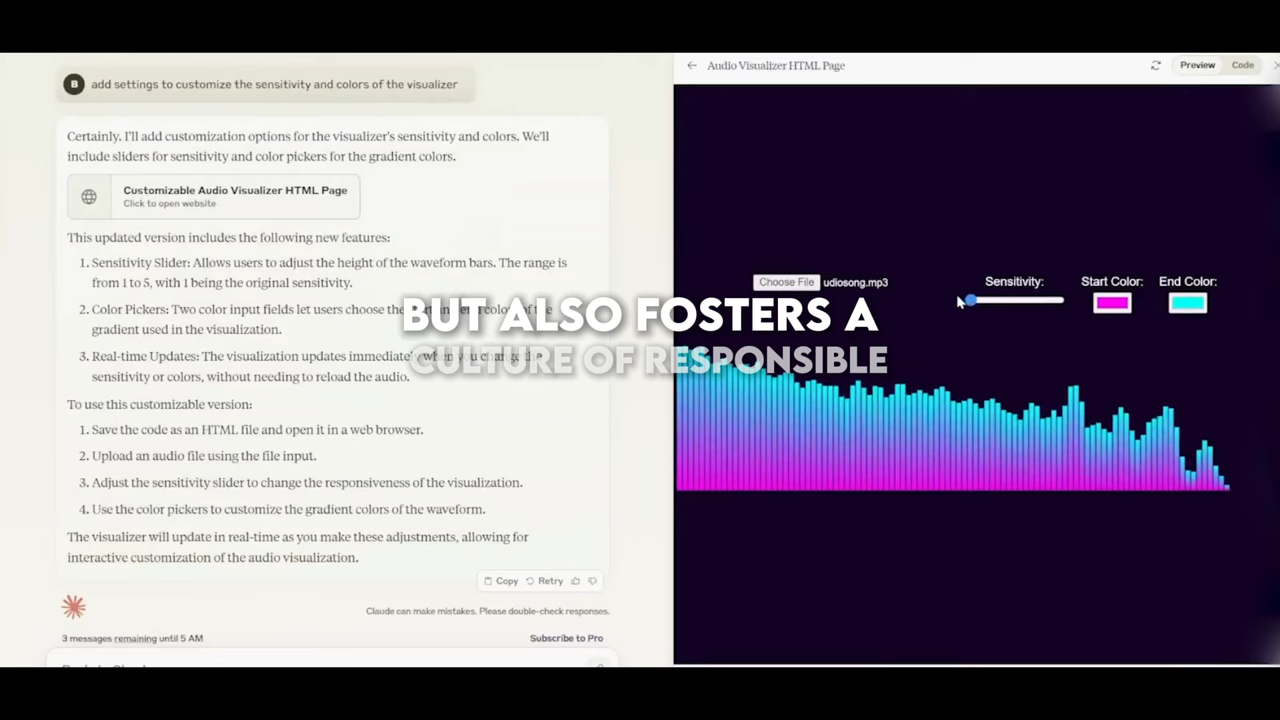 B add settings to customize the sensitivity and colors of the visualizer
Certainly. I'll add customization options for the visualizer's sensitivity and colors. We'll
include sliders for sensitivity and color pickers for the gradient colors.
Customizable Audio Visualizer HTML Page
Click to open website
This updated version includes the following new features:
1. Sensitivity Slider: Allows users to adjust the height of the waveform bars. The range is
from 1 to 5, with 1 being the original sensitivity.
2. Color Pickers: Two color input fields let users choose the
gradient used in the visualization.
3. Real-time Updates: The visualization updates immediately when you change the
sensitivity or colors, without needing to reload the audio.
To use this customizable version:
1. Save the code as an HTML file and open it in a web browser.
2. Upload an audio file using the file input.
3. Adjust the sensitivity slider to change the responsiveness of the visualization.
4. Use the color pickers to customize the gradient colors of the waveform.
The visualizer will update in real-time as you make these adjustments, allowing for
interactive customization of the audio visualization.
Copy Retry
Claude can make mistakes. Please double-check responses.
3 messages remaining until 5 AM Subscribe to Pro
BUT ALSO FOSTERS A
CULTURE OF RESPONSIBLE
Audio Visualizer HTML Page Preview Code
Choose File udiosong.mp3 Sensitivity: Start Color: End Color: